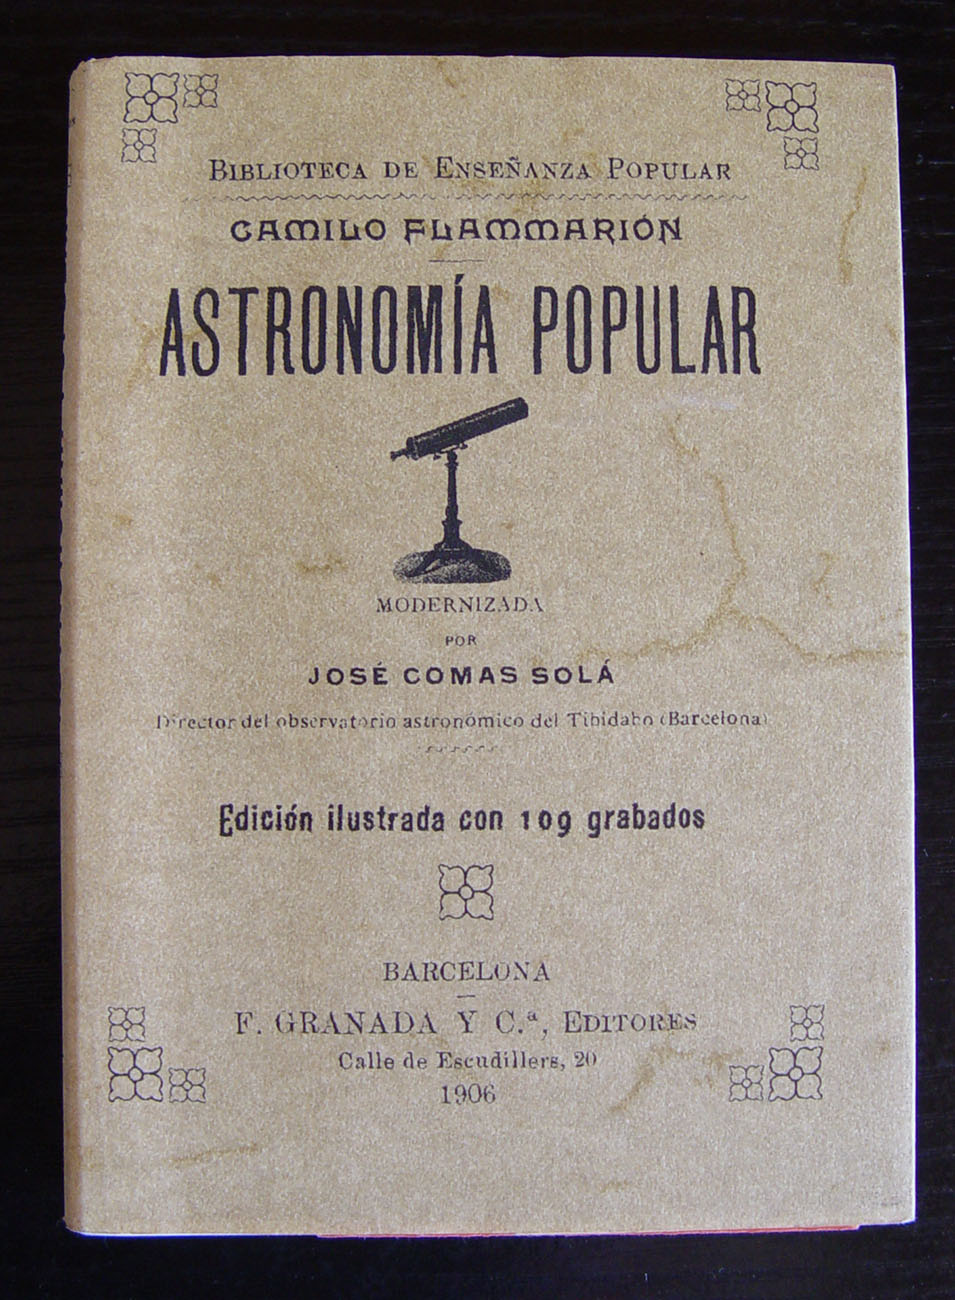 Biblioteca de Enseñanza Popular
CAMILO FLAMMARIÓN
ASTRONOMÍA POPULAR
MODERNIZADA
POR
JOSÉ COMAS SOLÁ
Director del observatorio astronómico del Tibidabo (Barcelona)
Edición ilustrada con 109 grabados
BARCELONA
F. GRANADA Y C.ª, Editores
Calle de Escudillers, 20
1906